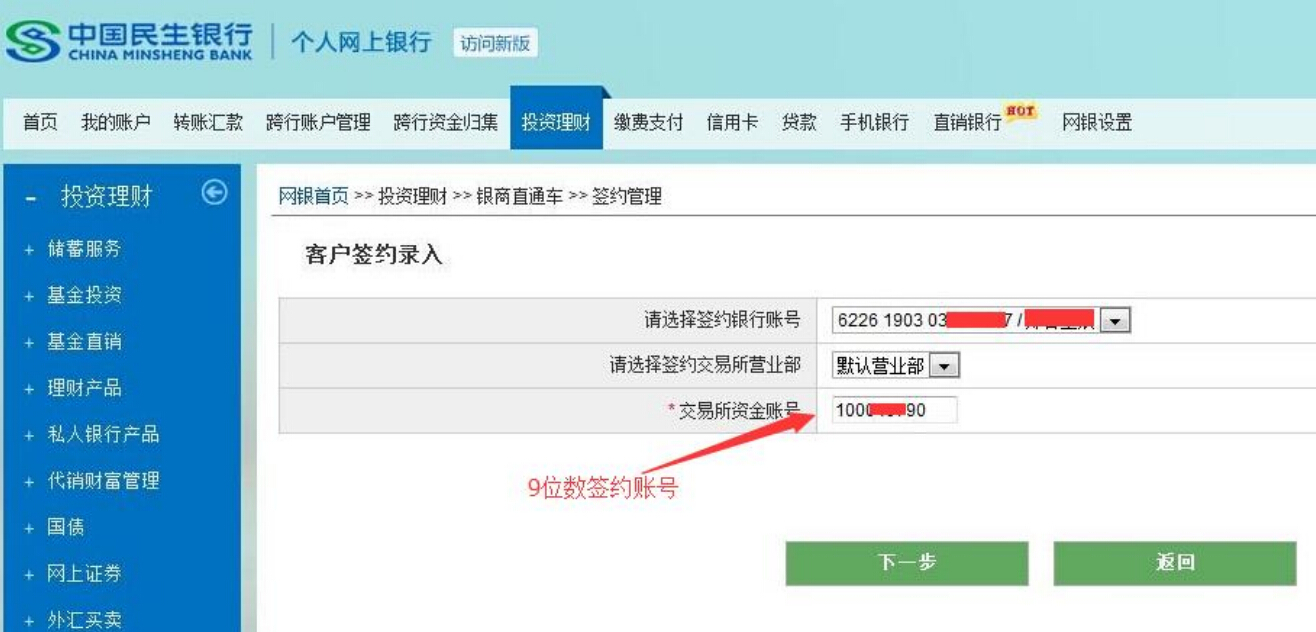 中国民生银行
CHINA MINSHENG BANK
个人网上银行
访问新版
首页 我的账户 转账汇款 跨行账户管理 跨行资金归集 投资理财 缴费支付 信用卡 贷款 手机银行 直销银行 HOT 网银设置
- 投资理财
+ 储蓄服务
+ 基金投资
+ 基金直销
+ 理财产品
+ 私人银行产品
+ 代销财富管理
+ 国债
+ 网上证券
+ 外汇买卖
网银首页 >> 投资理财 >> 银商直通车 >> 签约管理
客户签约录入
请选择签约银行账号 6226 1903 03 7 /
请选择签约交易所营业部 默认营业部
* 交易所资金账号 100 90
9位数签约账号
下一步 返回